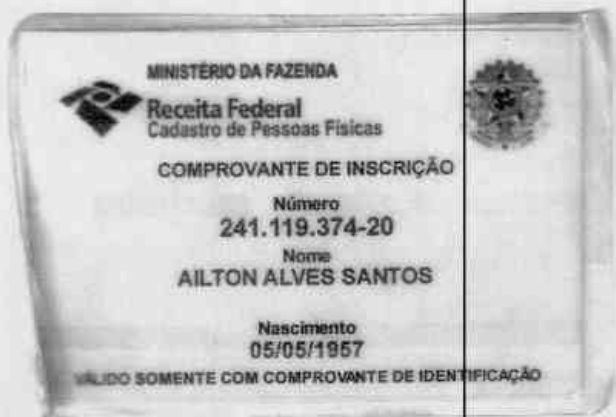 MINISTÉRIO DA FAZENDA
Receita Federal
Cadastro de Pessoas Físicas
COMPROVANTE DE INSCRIÇÃO
Número
241.119.374-20
Nome
AILTON ALVES SANTOS
Nascimento
05/05/1957
VÁLIDO SOMENTE COM COMPROVANTE DE IDENTIFICAÇÃO